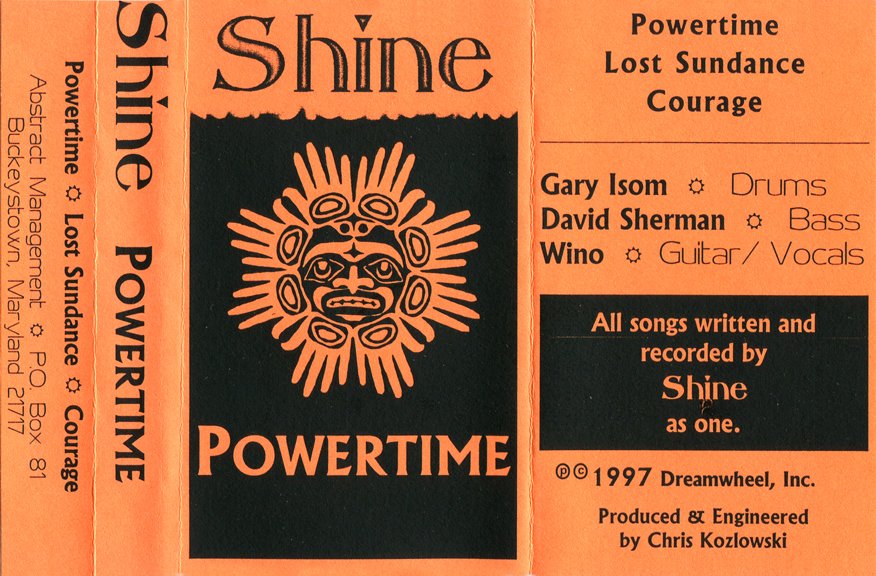 Powertime ☼ Lost Sundance ☼ Courage
Abstract Management ☼ P.O. Box 81
Buckeystown, Maryland 21717
Shine POWERTIME
Shine
POWERTIME
Powertime
Lost Sundance
Courage
Gary Isom ☼ Drums
David Sherman ☼ Bass
Wino ☼ Guitar/ Vocals
All songs written and
recorded by
Shine
as one.
℗© 1997 Dreamwheel, Inc.
Produced & Engineered
by Chris Kozlowski